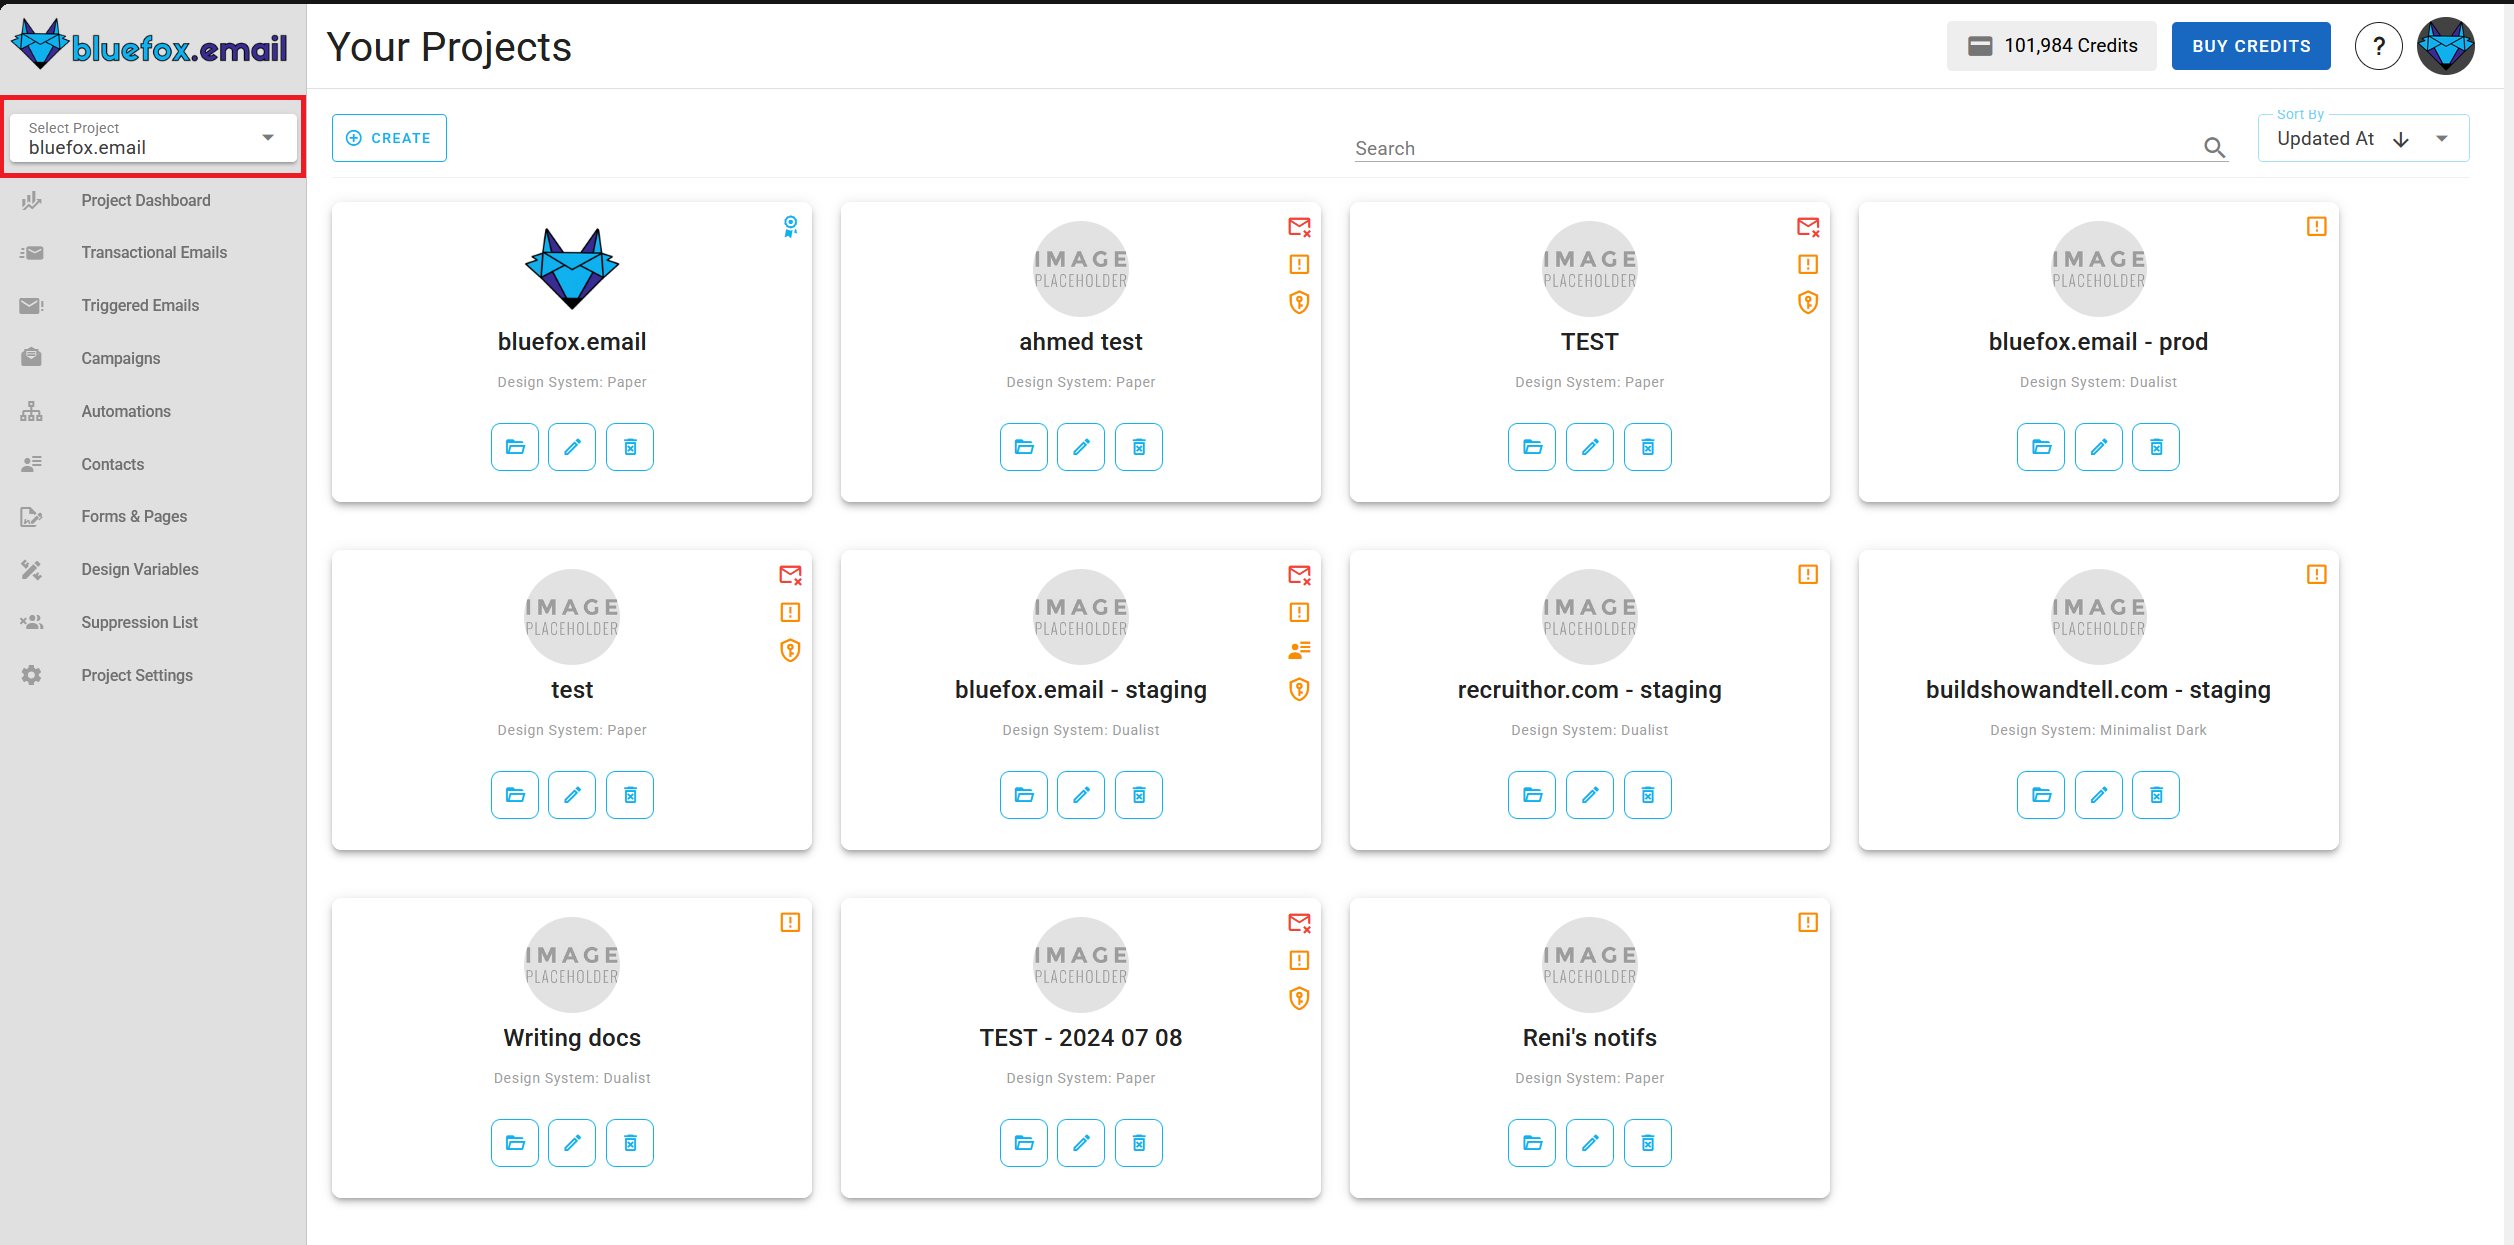 bluefox.email
Your Projects
101,984 Credits
BUY CREDITS
?
Select Project
bluefox.email
CREATE
Search
Sort By
Updated At
Project Dashboard
Transactional Emails
Triggered Emails
Campaigns
Automations
Contacts
Forms & Pages
Design Variables
Suppression List
Project Settings
bluefox.email
Design System: Paper
IMAGE
PLACEHOLDER
ahmed test
Design System: Paper
IMAGE
PLACEHOLDER
TEST
Design System: Paper
IMAGE
PLACEHOLDER
bluefox.email - prod
Design System: Dualist
IMAGE
PLACEHOLDER
test
Design System: Paper
IMAGE
PLACEHOLDER
bluefox.email - staging
Design System: Dualist
IMAGE
PLACEHOLDER
recruithor.com - staging
Design System: Dualist
IMAGE
PLACEHOLDER
buildshowandtell.com - staging
Design System: Minimalist Dark
IMAGE
PLACEHOLDER
Writing docs
Design System: Dualist
IMAGE
PLACEHOLDER
TEST - 2024 07 08
Design System: Paper
IMAGE
PLACEHOLDER
Reni's notifs
Design System: Paper